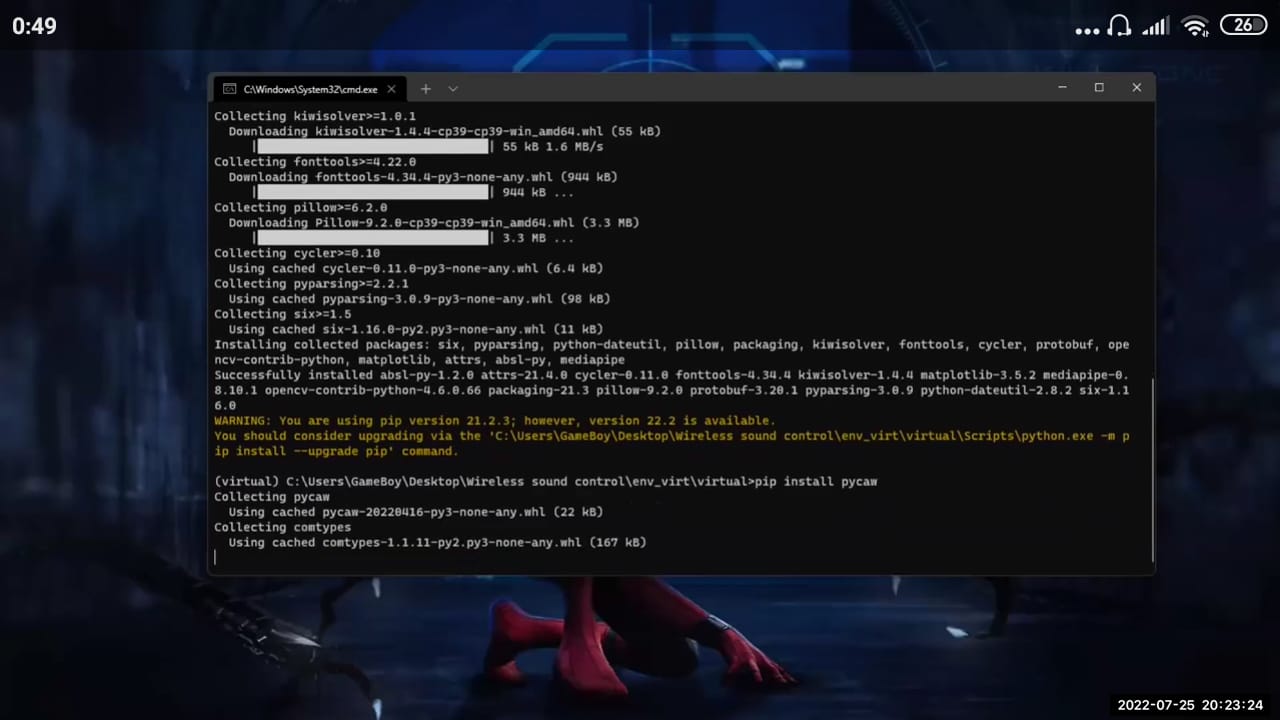 0:49
26
C:\Windows\System32\cmd.exe
Collecting kiwisolver>=1.0.1
Downloading kiwisolver-1.4.4-cp39-cp39-win_amd64.whl (55 kB)
| 55 kB 1.6 MB/s
Collecting fonttools>=4.22.0
Downloading fonttools-4.34.4-py3-none-any.whl (944 kB)
| 944 kB ...
Collecting pillow>=6.2.0
Downloading Pillow-9.2.0-cp39-cp39-win_amd64.whl (3.3 MB)
| 3.3 MB ...
Collecting cycler>=0.10
Using cached cycler-0.11.0-py3-none-any.whl (6.4 kB)
Collecting pyparsing>=2.2.1
Using cached pyparsing-3.0.9-py3-none-any.whl (98 kB)
Collecting six>=1.5
Using cached six-1.16.0-py2.py3-none-any.whl (11 kB)
Installing collected packages: six, pyparsing, python-dateutil, pillow, packaging, kiwisolver, fonttools, cycler, protobuf, ope
ncv-contrib-python, matplotlib, attrs, absl-py, mediapipe
Successfully installed absl-py-1.2.0 attrs-21.4.0 cycler-0.11.0 fonttools-4.34.4 kiwisolver-1.4.4 matplotlib-3.5.2 mediapipe-0.
8.10.1 opencv-contrib-python-4.6.0.66 packaging-21.3 pillow-9.2.0 protobuf-3.20.1 pyparsing-3.0.9 python-dateutil-2.8.2 six-1.1
6.0
WARNING: You are using pip version 21.2.3; however, version 22.2 is available.
You should consider upgrading via the 'C:\Users\GameBoy\Desktop\Wireless sound control\env_virt\virtual\Scripts\python.exe -m p
ip install --upgrade pip' command.
(virtual) C:\Users\GameBoy\Desktop\Wireless sound control\env_virt\virtual>pip install pycaw
Collecting pycaw
Using cached pycaw-20220416-py3-none-any.whl (22 kB)
Collecting comtypes
Using cached comtypes-1.1.11-py2.py3-none-any.whl (167 kB)
2022-07-25 20:23:24